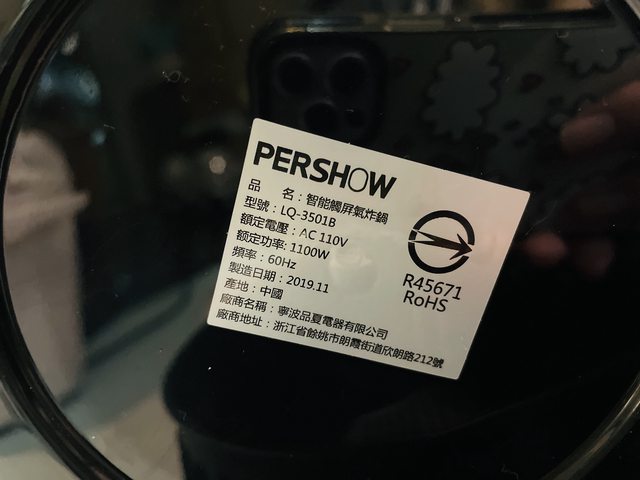 PERSHOW
品　名：智能觸屏氣炸鍋
型號：LQ-3501B
額定電壓：AC 110V
额定功率: 1100W
頻率：60Hz
製造日期：2019.11
產地：中國
廠商名稱：寧波品夏電器有限公司
廠商地址：浙江省餘姚市朗霞街道欣朗路212號
R45671
RoHS